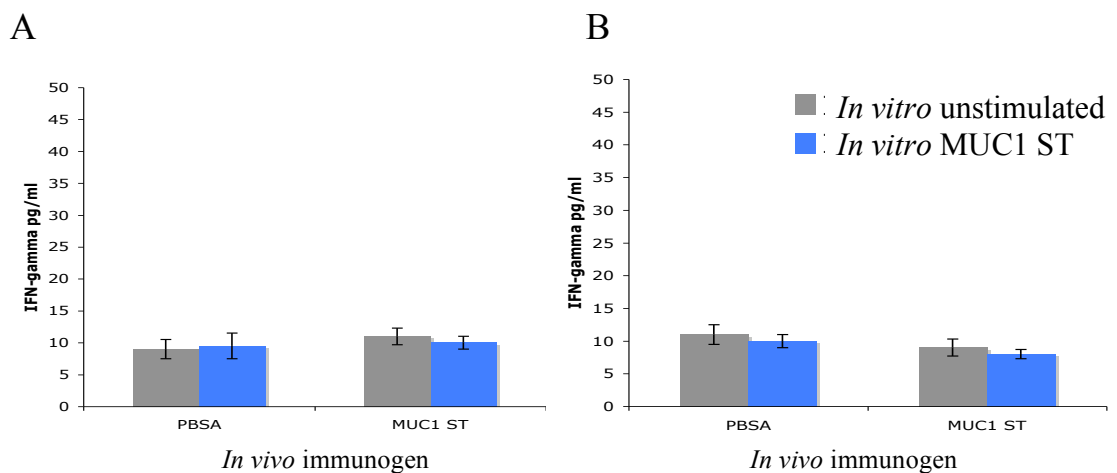 A
50
45
40
35
30
25
20
15
10
5
0
IFN-gamma pg/ml
PBSA
MUC1 ST
In vivo immunogen
B
50
45
40
35
30
25
20
15
10
5
0
IFN-gamma pg/ml
In vitro unstimulated
In vitro MUC1 ST
PBSA
MUC1 ST
In vivo immunogen